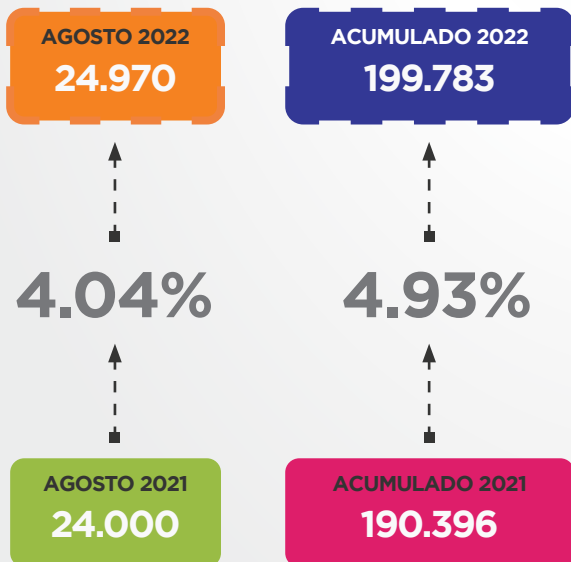 AGOSTO 2022
24.970
4.04%
AGOSTO 2021
24.000
ACUMULADO 2022
199.783
4.93%
ACUMULADO 2021
190.396